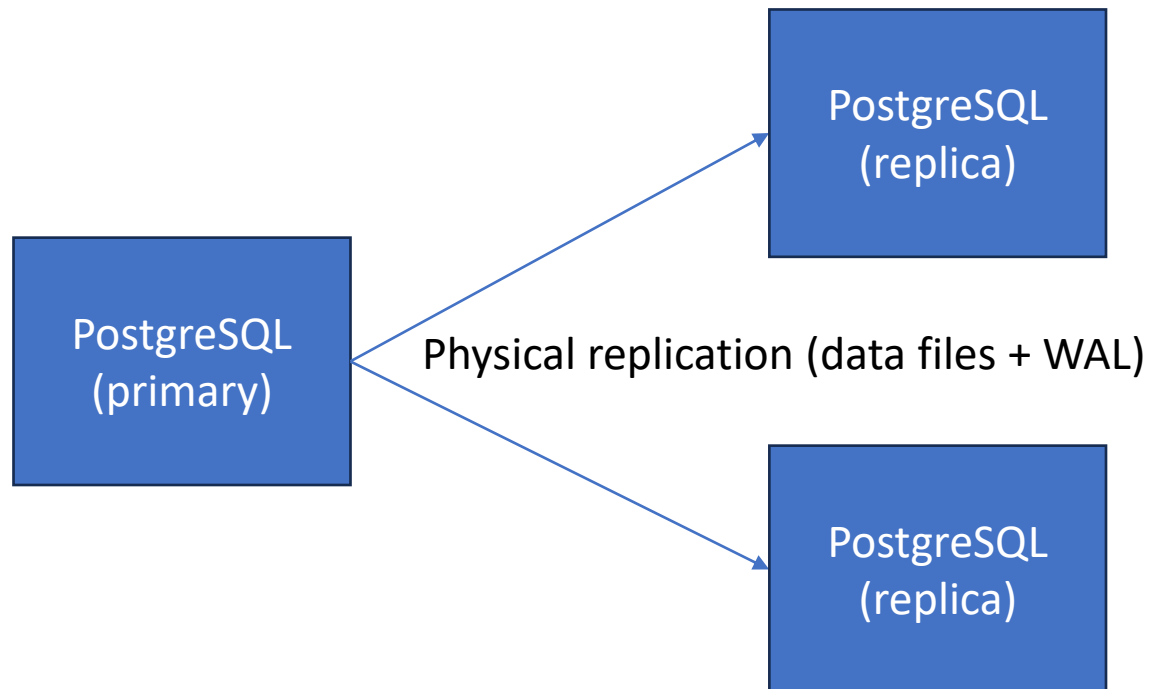 PostgreSQL
(replica)
PostgreSQL
(primary)
Physical replication (data files + WAL)
PostgreSQL
(replica)